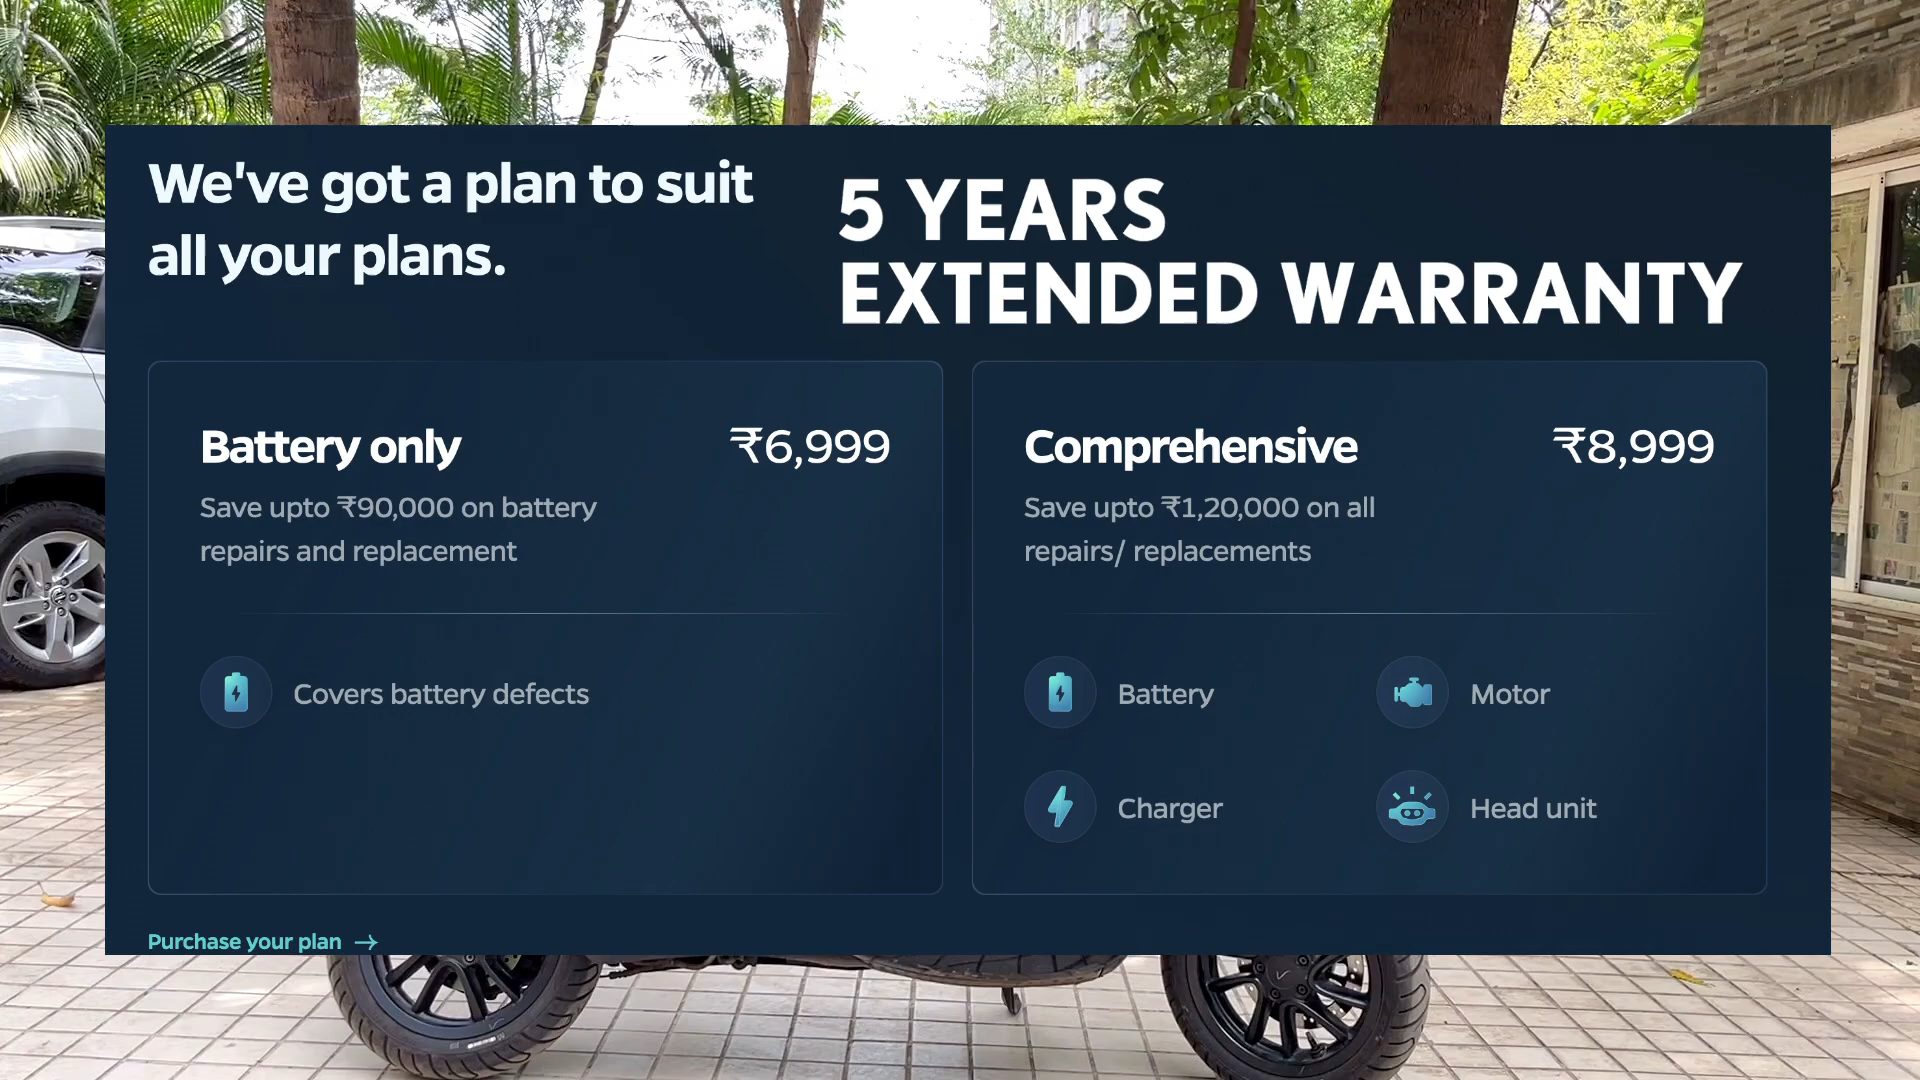 We've got a plan to suit
all your plans.
5 YEARS
EXTENDED WARRANTY
Battery only
₹6,999
Save upto ₹90,000 on battery
repairs and replacement
Covers battery defects
Comprehensive
₹8,999
Save upto ₹1,20,000 on all
repairs/ replacements
Battery
Motor
Charger
Head unit
Purchase your plan →